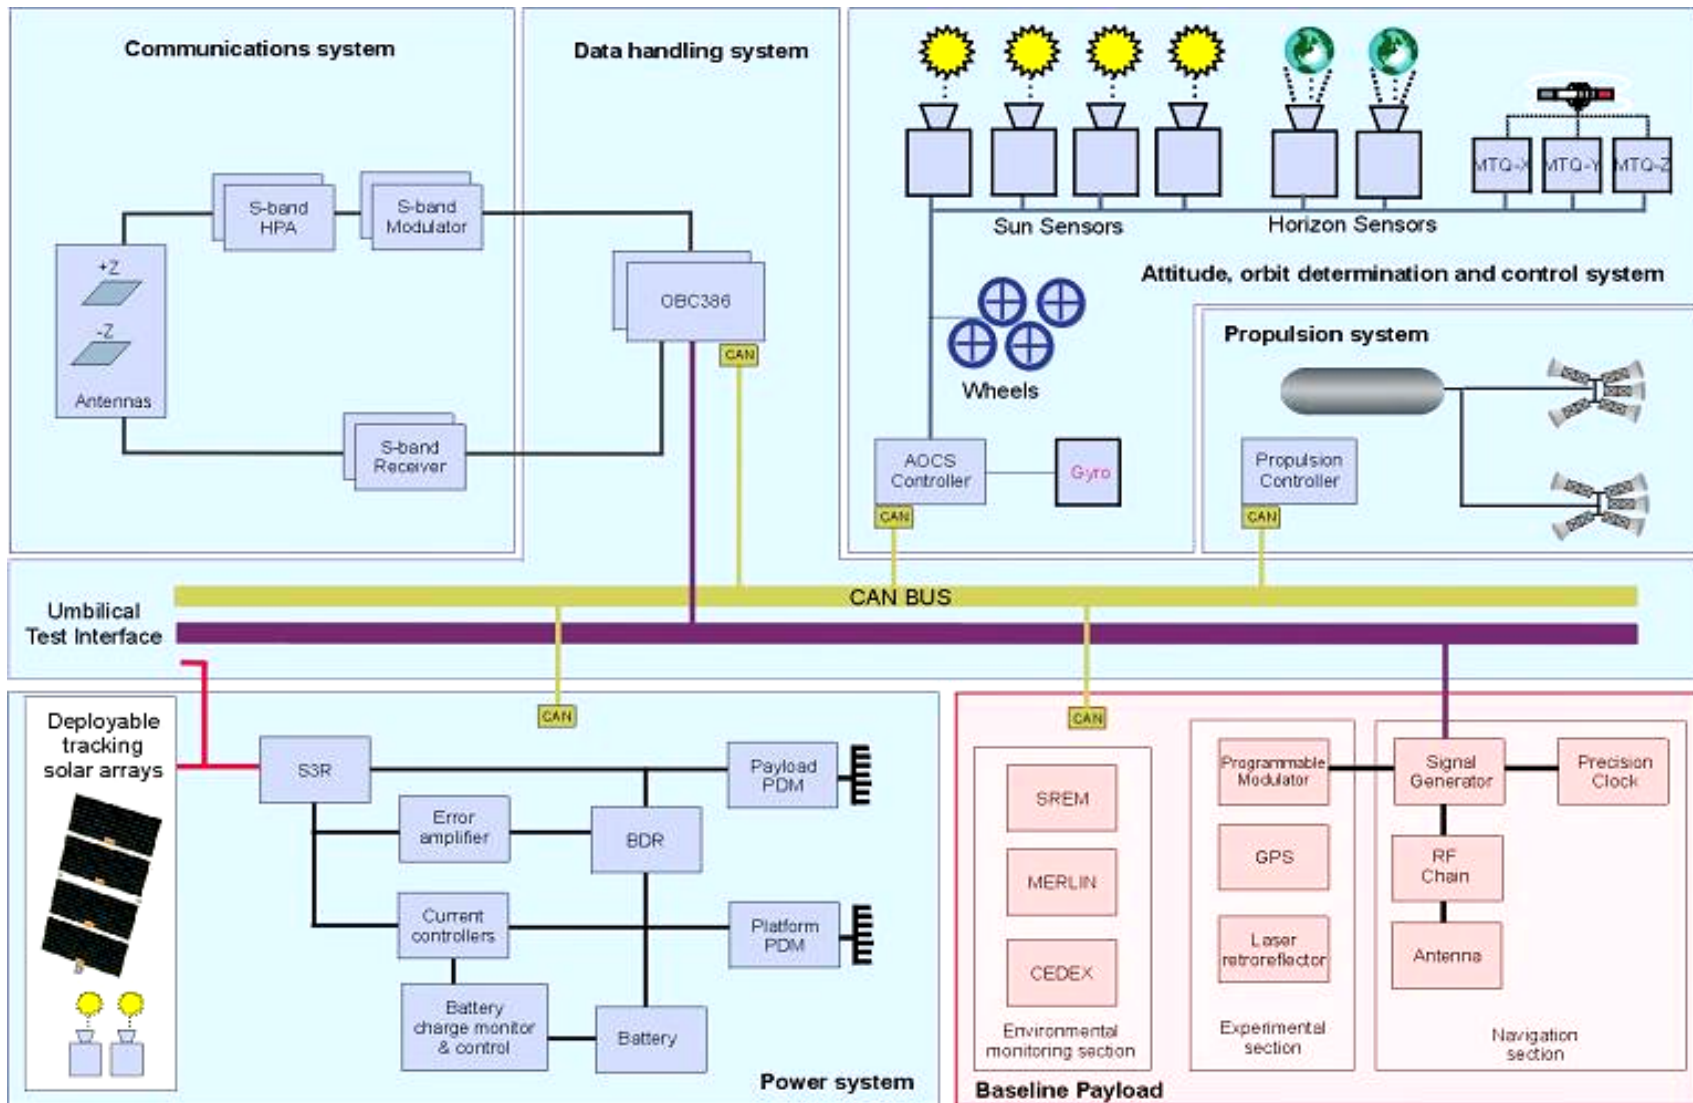 Communications system
Data handling system
S-band
HPA
S-band
Modulator
+Z
-Z
Antennas
OBC386
CAN
S-band
Receiver
MTQ-X
MTQ-Y
MTQ-Z
Sun Sensors
Horizon Sensors
Attitude, orbit determination and control system
Wheels
AOCS
Controller
Gyro
CAN
Propulsion system
Propulsion
Controller
CAN
CAN BUS
Umbilical
Test Interface
Deployable
tracking
solar arrays
CAN
S3R
Payload
PDM
Error
amplifier
BDR
Current
controllers
Platform
PDM
Battery
charge monitor
& control
Battery
Power system
CAN
SREM
MERLIN
CEDEX
Environmental
monitoring section
Programmable
Modulator
GPS
Laser
retroreflector
Experimental
section
Signal
Generator
Precision
Clock
RF
Chain
Antenna
Navigation
section
Baseline Payload